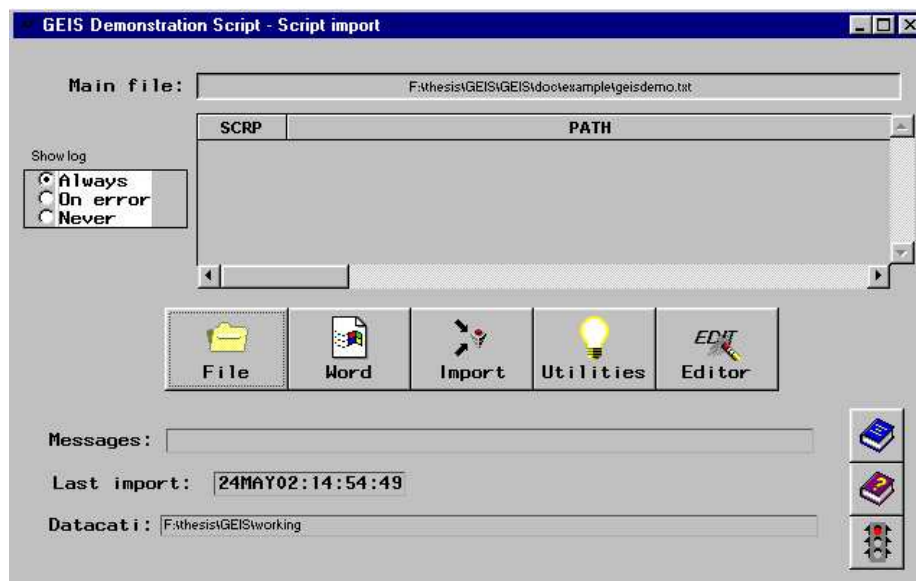 GEIS Demonstration Script - Script import
Main file: F:\thesis\GEIS\GEIS\doc\example\geisdemo.txt
SCRP PATH
Show log
Always
On error
Never
File Word Import Utilities Editor
EDIT
Messages:
Last import: 24MAY02:14:54:49
Datacati: F:\thesis\GEIS\working